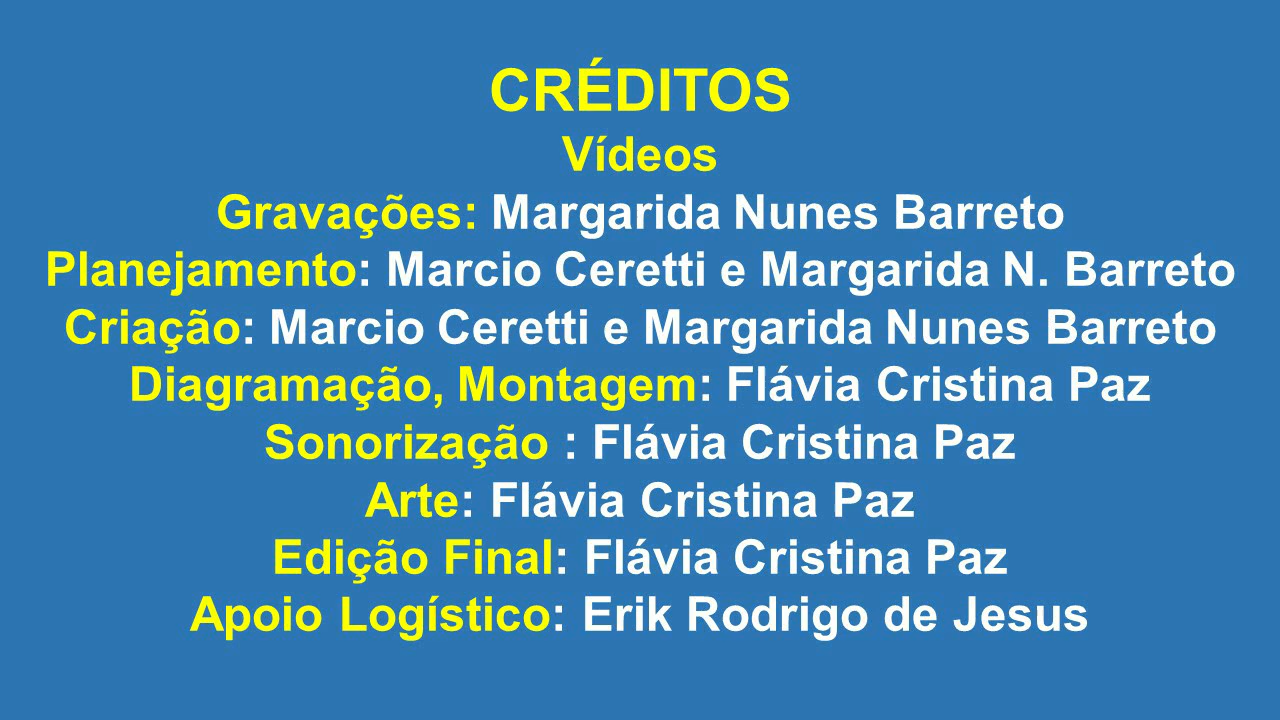 CRÉDITOS
Vídeos
Gravações: Margarida Nunes Barreto
Planejamento: Marcio Ceretti e Margarida N. Barreto
Criação: Marcio Ceretti e Margarida Nunes Barreto
Diagramação, Montagem: Flávia Cristina Paz
Sonorização : Flávia Cristina Paz
Arte: Flávia Cristina Paz
Edição Final: Flávia Cristina Paz
Apoio Logístico: Erik Rodrigo de Jesus